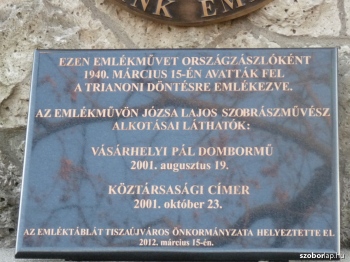 NK EM
EZEN EMLÉKMŰVET ORSZÁGZÁSZLÓKÉNT
1940. MÁRCIUS 15-ÉN AVATTÁK FEL
A TRIANONI DÖNTÉSRE EMLÉKEZVE.
AZ EMLÉKMŰVÖN JÓZSA LAJOS SZOBRÁSZMŰVÉSZ
ALKOTÁSAI LÁTHATÓK:
VÁSÁRHELYI PÁL DOMBORMŰ
2001. augusztus 19.
KÖZTÁRSASÁGI CÍMER
2001. október 23.
AZ EMLÉKTÁBLÁT TISZAÚJVÁROS ÖNKORMÁNYZATA HELYEZTETTE EL
2012. március 15-én.
szoborlap.hu